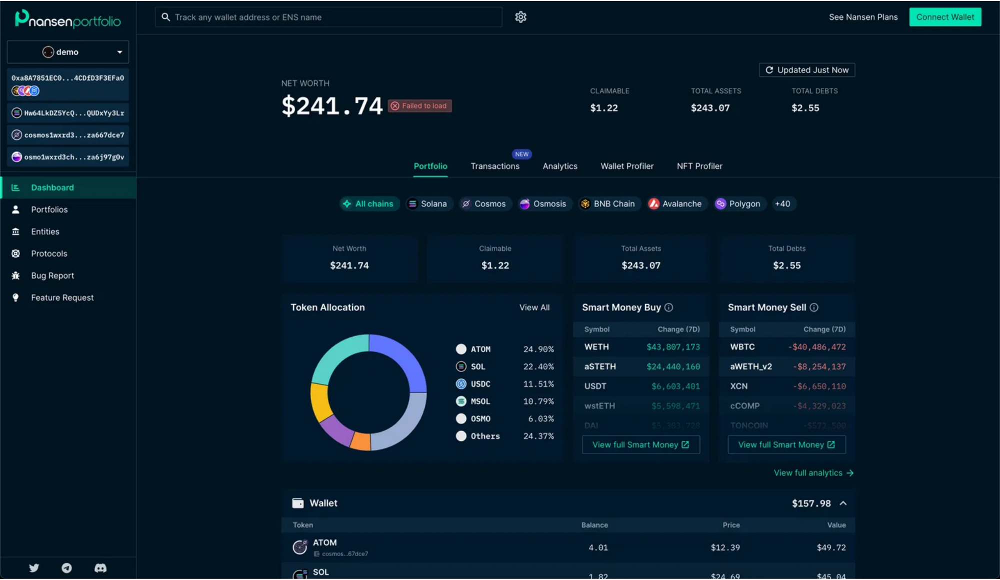 nansenportfolio
Track any wallet address or ENS name
See Nansen Plans
Connect Wallet
demo
0xa8A7851EC0...4CDfD3F3EFa0
Hw64LkDZ5YcQ...QUDxYy3Lr
cosmos1wxrd3...za667dce7
osmo1wxrd3ch...za6j97g0v
Dashboard
Portfolios
Entities
Protocols
Bug Report
Feature Request
Updated Just Now
NET WORTH
$241.74
Failed to load
CLAIMABLE
$1.22
TOTAL ASSETS
$243.07
TOTAL DEBTS
$2.55
NEW
Portfolio Transactions Analytics Wallet Profiler NFT Profiler
All chains Solana Cosmos Osmosis BNB Chain Avalanche Polygon +40
Net Worth
$241.74
Claimable
$1.22
Total Assets
$243.07
Total Debts
$2.55
Token Allocation View All
ATOM 24.90%
SOL 22.40%
USDC 11.51%
MSOL 10.79%
OSMO 6.03%
Others 24.37%
Smart Money Buy
Symbol Change (7D)
WETH $43,807,173
aSTETH $24,440,160
USDT $6,603,401
wstETH $5,598,471
DAI $5,383,728
View full Smart Money
Smart Money Sell
Symbol Change (7D)
WBTC -$40,486,472
aWETH_v2 -$8,254,137
XCN -$6,650,110
cCOMP -$4,329,023
TONCOIN -$572,500
View full Smart Money
View full analytics
Wallet $157.98
Token Balance Price Value
ATOM 4.01 $12.39 $49.72
cosmos...67dce7
SOL 1.82 $24.69 $45.04